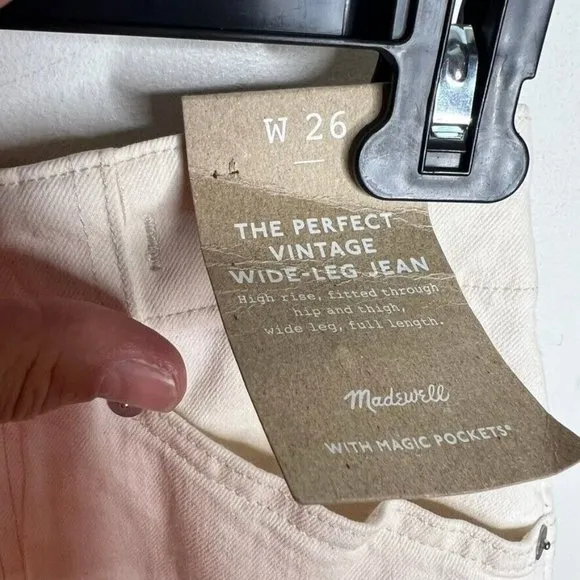 W 26
THE PERFECT
VINTAGE
WIDE-LEG JEAN
High rise, fitted through
hip and thigh,
wide leg, full length.
Madewell
WITH MAGIC POCKETS®